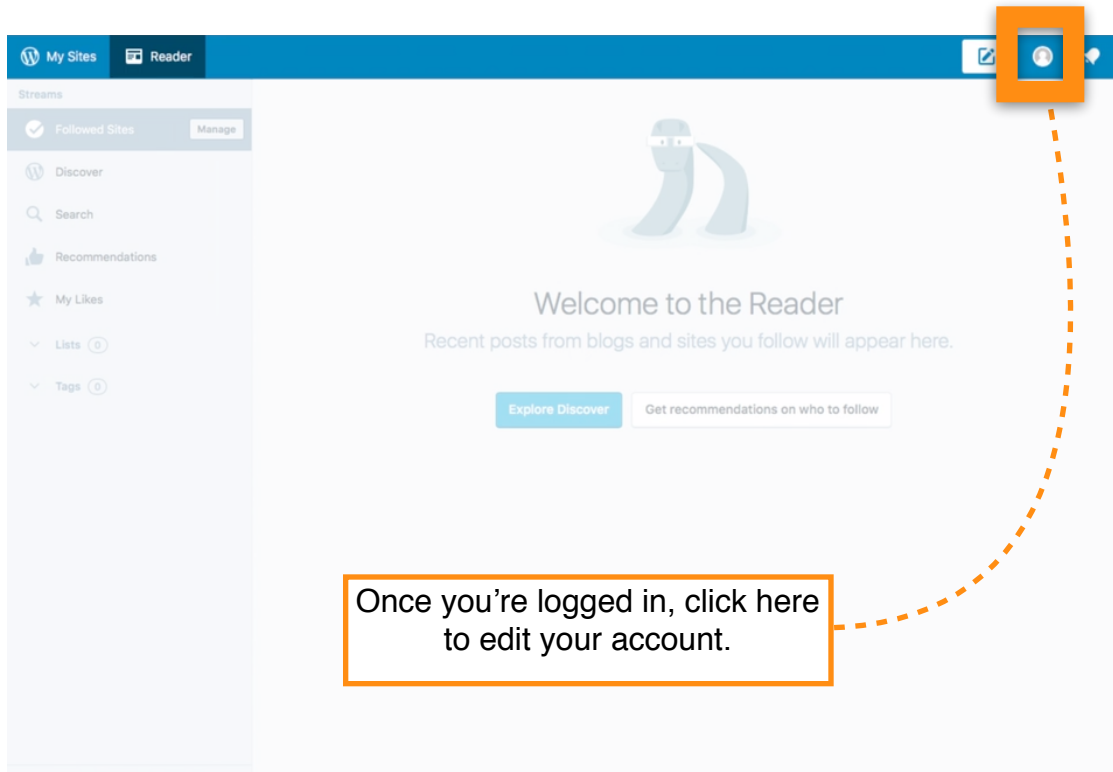 My Sites
Reader
Streams
Followed Sites
Manage
Discover
Search
Recommendations
My Likes
Lists 0
Tags 0
Welcome to the Reader
Recent posts from blogs and sites you follow will appear here.
Explore Discover
Get recommendations on who to follow
Once you’re logged in, click here
to edit your account.